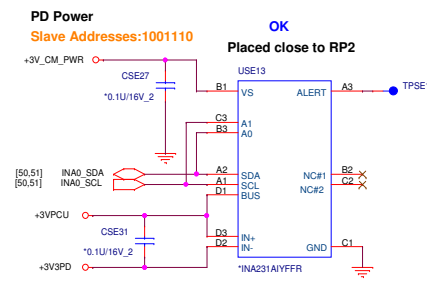 PD Power
OK
Slave Addresses:1001110
Placed close to RP2
+3V_CM_PWR
CSE27
*0.1U/16V_2
USE13
B1 VS ALERT A3 TPSE
C3 A1
B3 A0
[50,51] INA0_SDA A2 SDA NC#1 B2
[50,51] INA0_SCL A1 SCL NC#2 C2
D1 BUS
+3VPCU
CSE31
*0.1U/16V_2
D3 IN+
D2 IN- GND C1
+3V3PD
*INA231AIYFFR